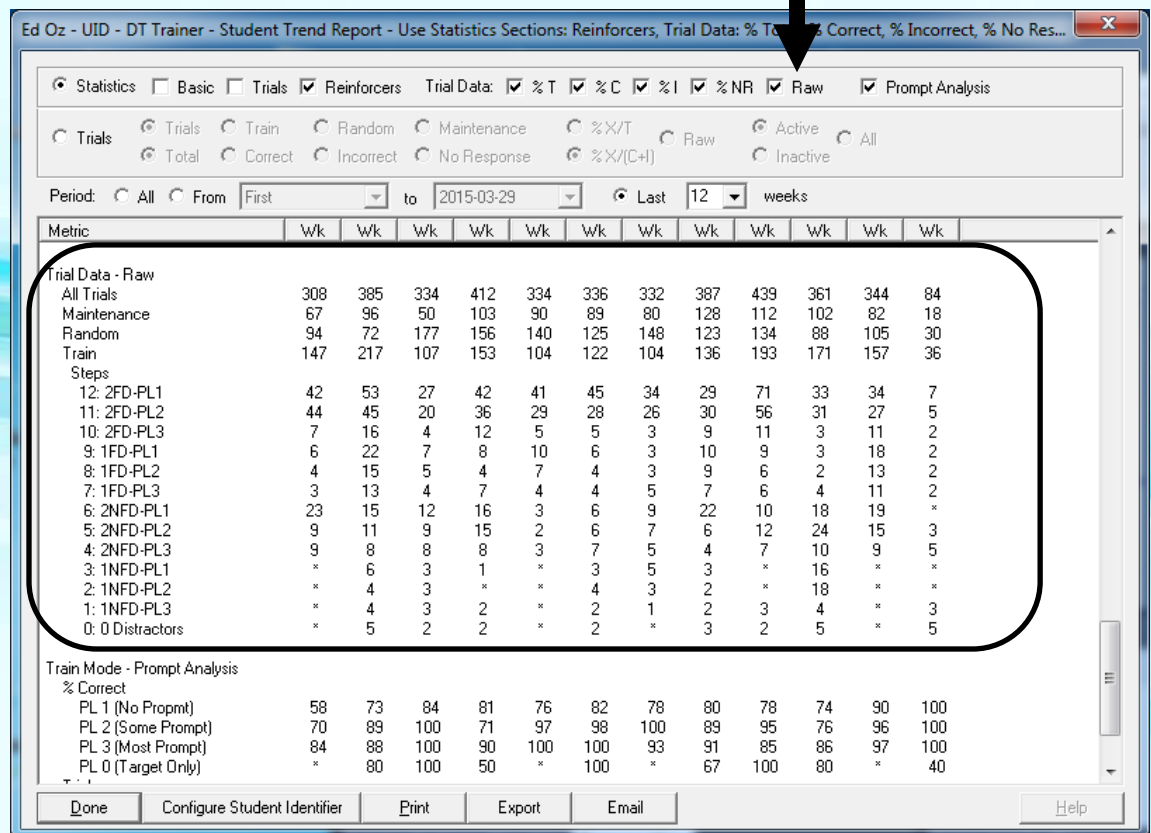 Ed Oz - UID - DT Trainer - Student Trend Report - Use Statistics Sections: Reinforcers, Trial Data: % To % Correct, % Incorrect, % No Res...
Statistics Basic Trials Reinforcers Trial Data: % T % C % I % NR Raw Prompt Analysis
Trials Trials Train Random Maintenance %X/T Raw Active All
Total Correct Incorrect No Response %X/(C+I) Inactive
Period: All From First to 2015-03-29 Last 12 weeks
Metric Wk Wk Wk Wk Wk Wk Wk Wk Wk Wk Wk Wk
Trial Data - Raw
All Trials 308 385 334 412 334 336 332 387 439 361 344 84
Maintenance 67 96 50 103 90 89 80 128 112 102 82 18
Random 94 72 177 156 140 125 148 123 134 88 105 30
Train 147 217 107 153 104 122 104 136 193 171 157 36
Steps
12: 2FD-PL1 42 53 27 42 41 45 34 29 71 33 34 7
11: 2FD-PL2 44 45 20 36 29 28 26 30 56 31 27 5
10: 2FD-PL3 7 16 4 12 5 5 3 9 11 3 11 2
9: 1FD-PL1 6 22 7 8 10 6 3 10 9 3 18 2
8: 1FD-PL2 4 15 5 4 7 4 3 9 6 2 13 2
7: 1FD-PL3 3 13 4 7 4 4 5 7 6 4 11 2
6: 2NFD-PL1 23 15 12 16 3 6 9 22 10 18 19 *
5: 2NFD-PL2 9 11 9 15 2 6 7 6 12 24 15 3
4: 2NFD-PL3 9 8 8 8 3 7 5 4 7 10 9 5
3: 1NFD-PL1 * 6 3 1 * 3 5 3 * 16 * *
2: 1NFD-PL2 * 4 3 * * 4 3 2 * 18 * *
1: 1NFD-PL3 * 4 3 2 * 2 1 2 3 4 * 3
0: 0 Distractors * 5 2 2 * 2 * 3 2 5 * 5
Train Mode - Prompt Analysis
% Correct
PL 1 (No Propmt) 58 73 84 81 76 82 78 80 78 74 90 100
PL 2 (Some Prompt) 70 89 100 71 97 98 100 89 95 76 96 100
PL 3 (Most Prompt) 84 88 100 90 100 100 93 91 85 86 97 100
PL 0 (Target Only) * 80 100 50 * 100 * 67 100 80 * 40
Done Configure Student Identifier Print Export Email Help